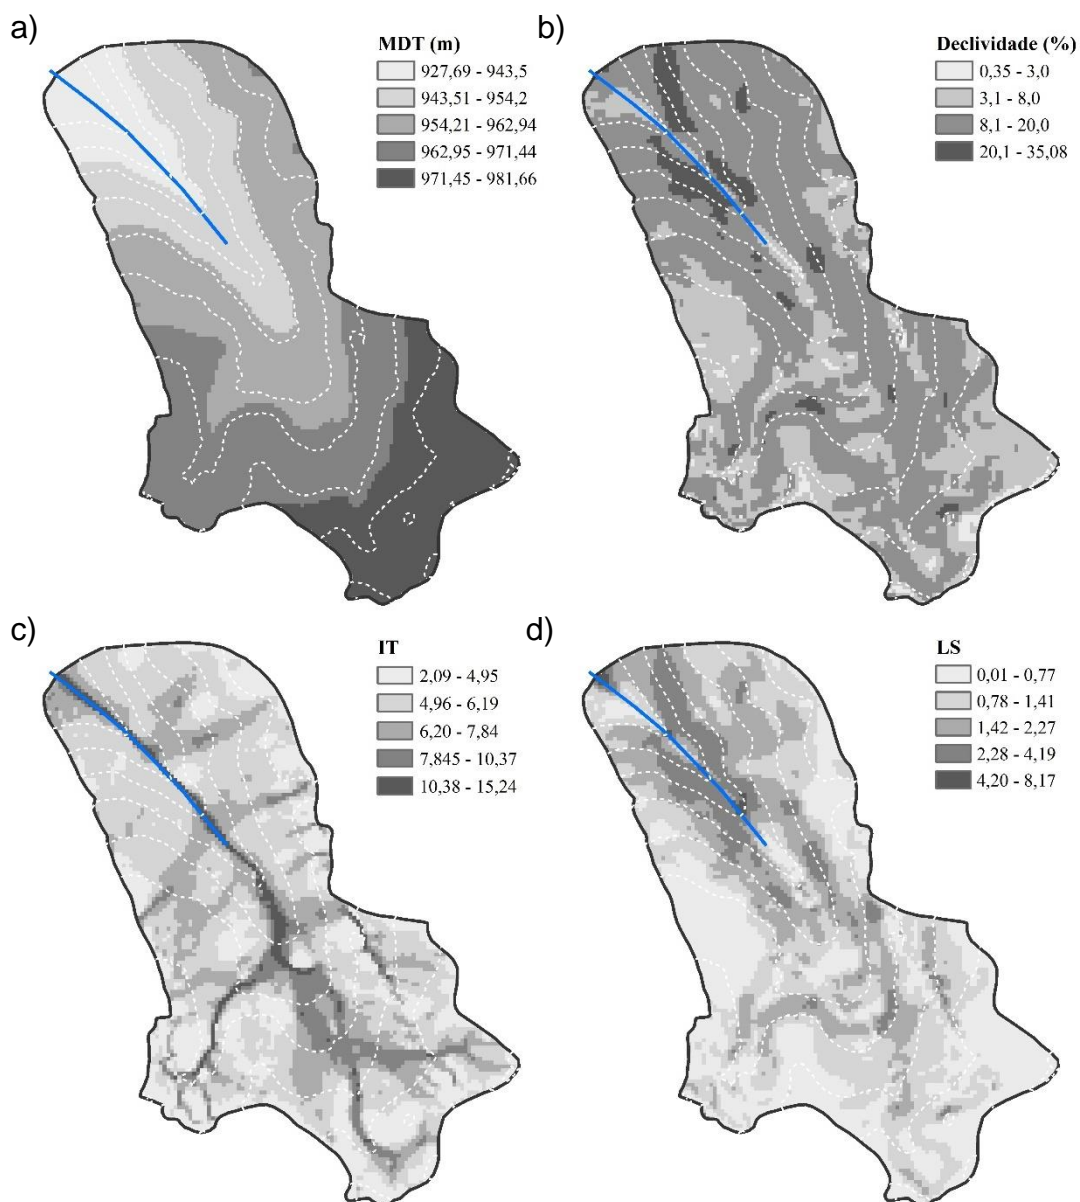 a)
MDT (m)
927,69 - 943,5
943,51 - 954,2
954,21 - 962,94
962,95 - 971,44
971,45 - 981,66
b)
Declividade (%)
0,35 - 3,0
3,1 - 8,0
8,1 - 20,0
20,1 - 35,08
c)
IT
2,09 - 4,95
4,96 - 6,19
6,20 - 7,84
7,845 - 10,37
10,38 - 15,24
d)
LS
0,01 - 0,77
0,78 - 1,41
1,42 - 2,27
2,28 - 4,19
4,20 - 8,17